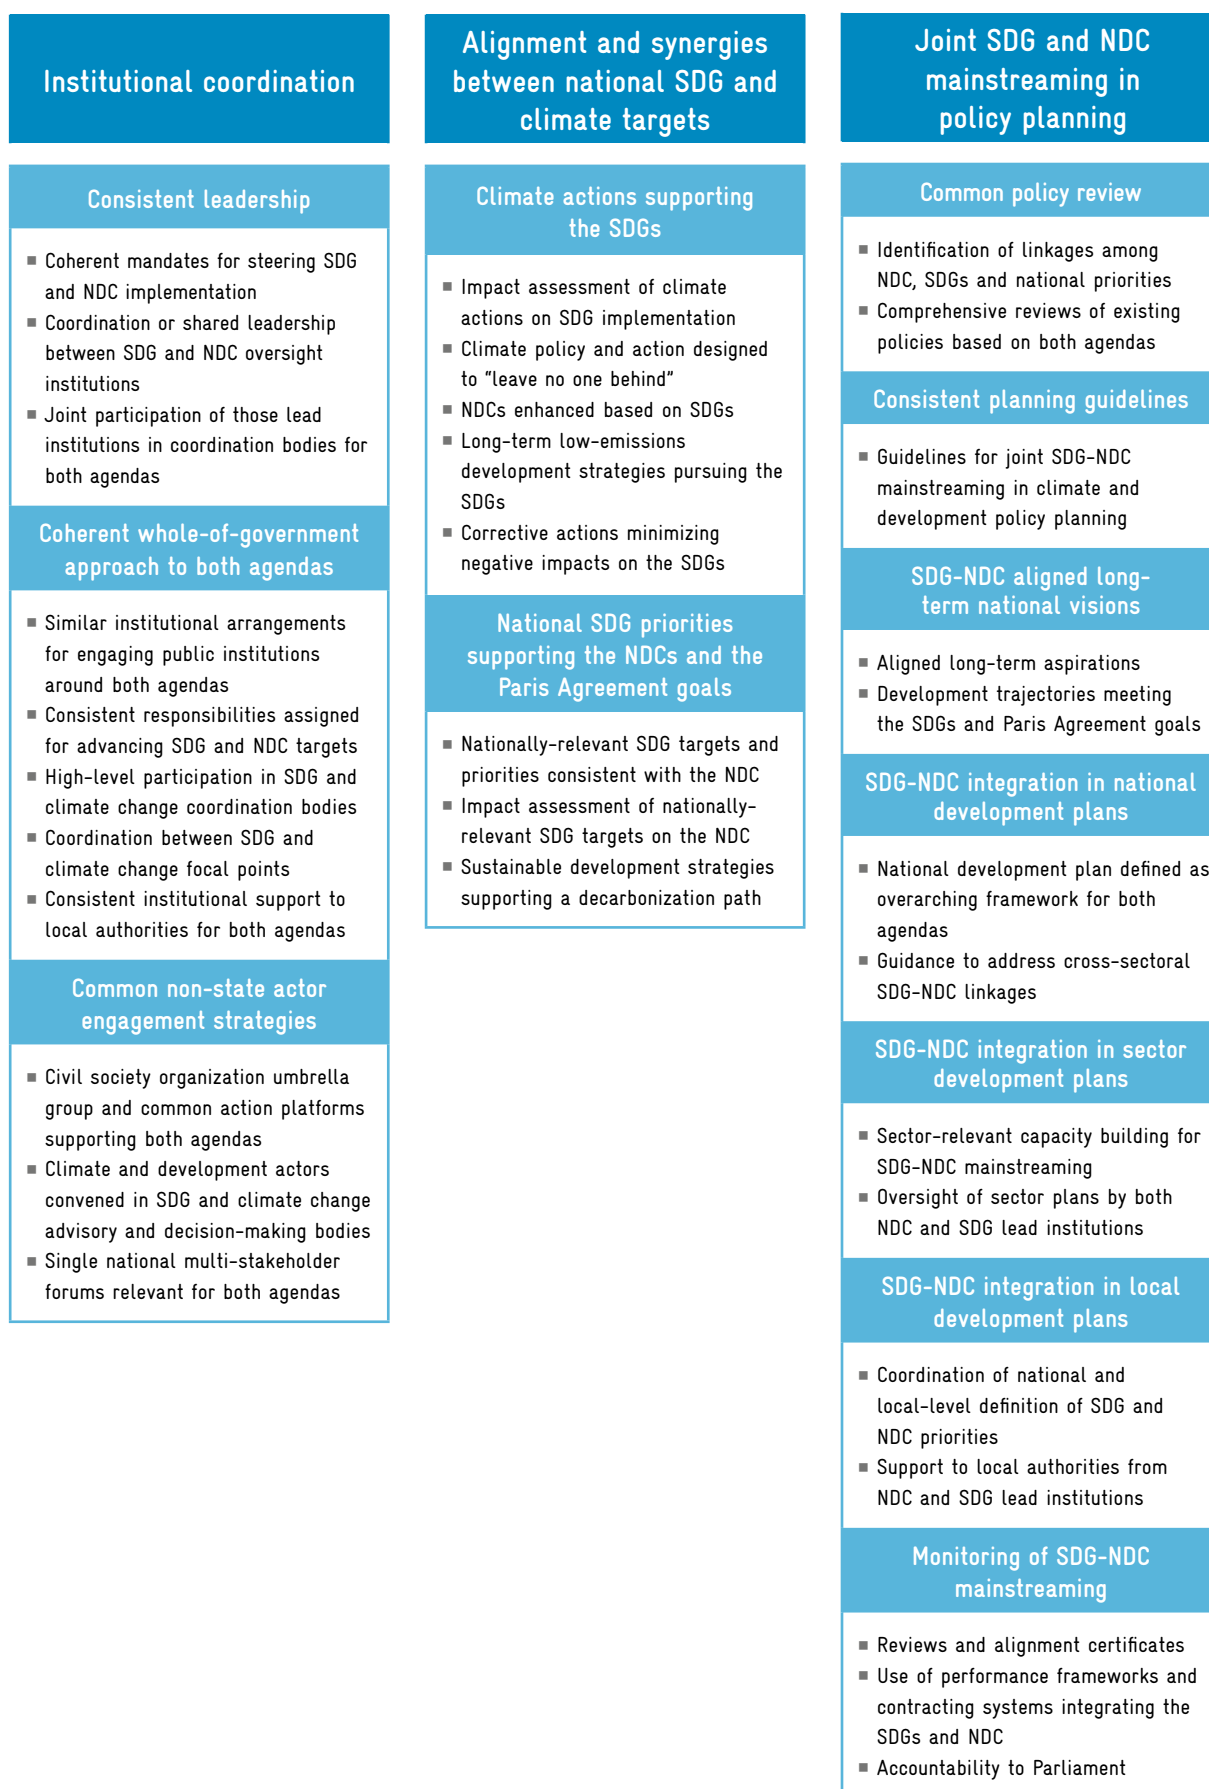 Institutional coordination
Consistent leadership
■ Coherent mandates for steering SDG
and NDC implementation
■ Coordination or shared leadership
between SDG and NDC oversight
institutions
■ Joint participation of those lead
institutions in coordination bodies for
both agendas
Coherent whole-of-government
approach to both agendas
■ Similar institutional arrangements
for engaging public institutions
around both agendas
■ Consistent responsibilities assigned
for advancing SDG and NDC targets
■ High-level participation in SDG and
climate change coordination bodies
■ Coordination between SDG and
climate change focal points
■ Consistent institutional support to
local authorities for both agendas
Common non-state actor
engagement strategies
■ Civil society organization umbrella
group and common action platforms
supporting both agendas
■ Climate and development actors
convened in SDG and climate change
advisory and decision-making bodies
■ Single national multi-stakeholder
forums relevant for both agendas
Alignment and synergies
between national SDG and
climate targets
Climate actions supporting
the SDGs
■ Impact assessment of climate
actions on SDG implementation
■ Climate policy and action designed
to “leave no one behind”
■ NDCs enhanced based on SDGs
■ Long-term low-emissions
development strategies pursuing the
SDGs
■ Corrective actions minimizing
negative impacts on the SDGs
National SDG priorities
supporting the NDCs and the
Paris Agreement goals
■ Nationally-relevant SDG targets and
priorities consistent with the NDC
■ Impact assessment of nationally-
relevant SDG targets on the NDC
■ Sustainable development strategies
supporting a decarbonization path
Joint SDG and NDC
mainstreaming in
policy planning
Common policy review
■ Identification of linkages among
NDC, SDGs and national priorities
■ Comprehensive reviews of existing
policies based on both agendas
Consistent planning guidelines
■ Guidelines for joint SDG-NDC
mainstreaming in climate and
development policy planning
SDG-NDC aligned long-
term national visions
■ Aligned long-term aspirations
■ Development trajectories meeting
the SDGs and Paris Agreement goals
SDG-NDC integration in national
development plans
■ National development plan defined as
overarching framework for both
agendas
■ Guidance to address cross-sectoral
SDG-NDC linkages
SDG-NDC integration in sector
development plans
■ Sector-relevant capacity building for
SDG-NDC mainstreaming
■ Oversight of sector plans by both
NDC and SDG lead institutions
SDG-NDC integration in local
development plans
■ Coordination of national and
local-level definition of SDG and
NDC priorities
■ Support to local authorities from
NDC and SDG lead institutions
Monitoring of SDG-NDC
mainstreaming
■ Reviews and alignment certificates
■ Use of performance frameworks and
contracting systems integrating the
SDGs and NDC
■ Accountability to Parliament